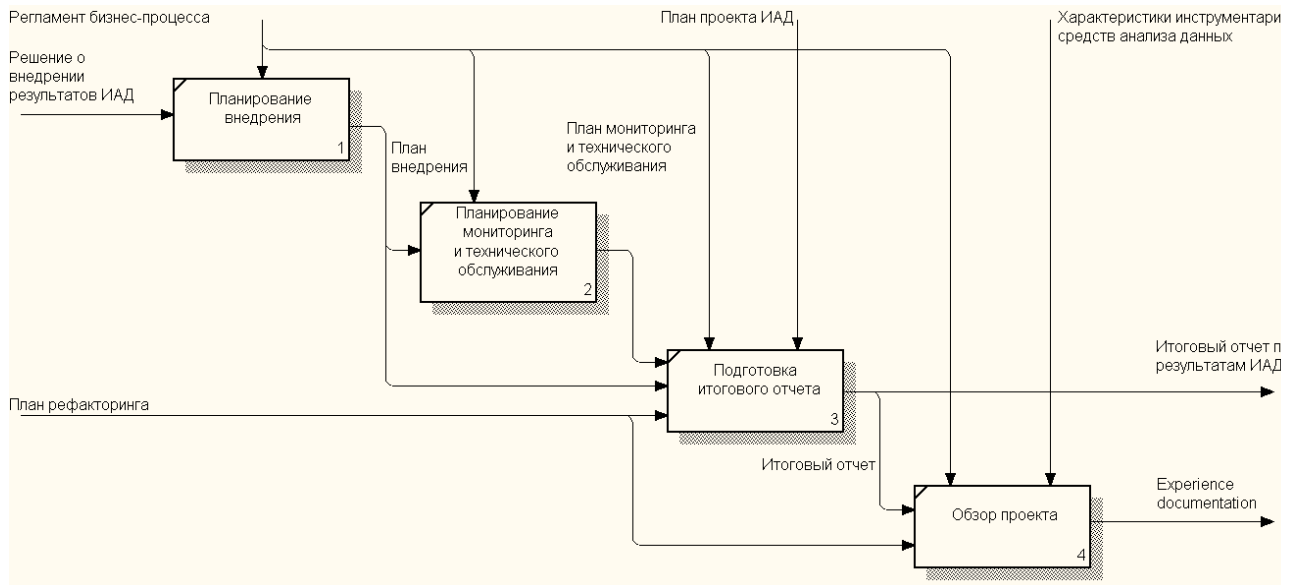 Регламент бизнес-процесса
План проекта ИАД
Характеристики инструментари
средств анализа данных
Решение о
внедрении
результатов ИАД
Планирование
внедрения
1
План
внедрения
План мониторинга
и технического
обслуживания
Планирование
мониторинга
и технического
обслуживания
2
Подготовка
итогового отчета
3
Итоговый отчет п
результатам ИАД
План рефакторинга
Итоговый отчет
Обзор проекта
4
Experience
documentation